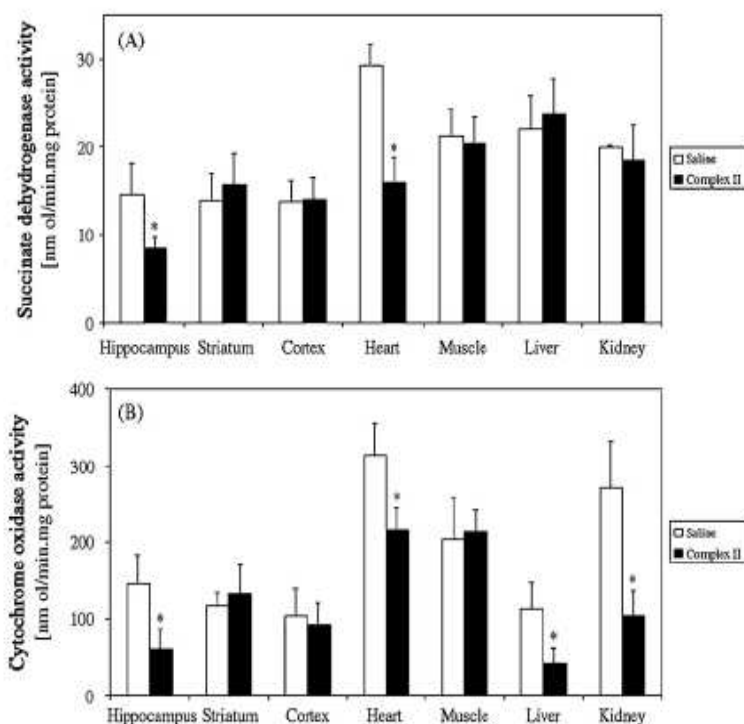 (A)
Succinate dehydrogenase activity
[nm ol/min.mg protein]
30
20
10
0
*
*
Hippocampus Striatum Cortex Heart Muscle Liver Kidney
Saline
Complex II
(B)
Cytochrome oxidase activity
[nm ol/min.mg protein]
400
300
200
100
0
*
*
*
*
Hippocampus Striatum Cortex Heart Muscle Liver Kidney
Saline
Complex II